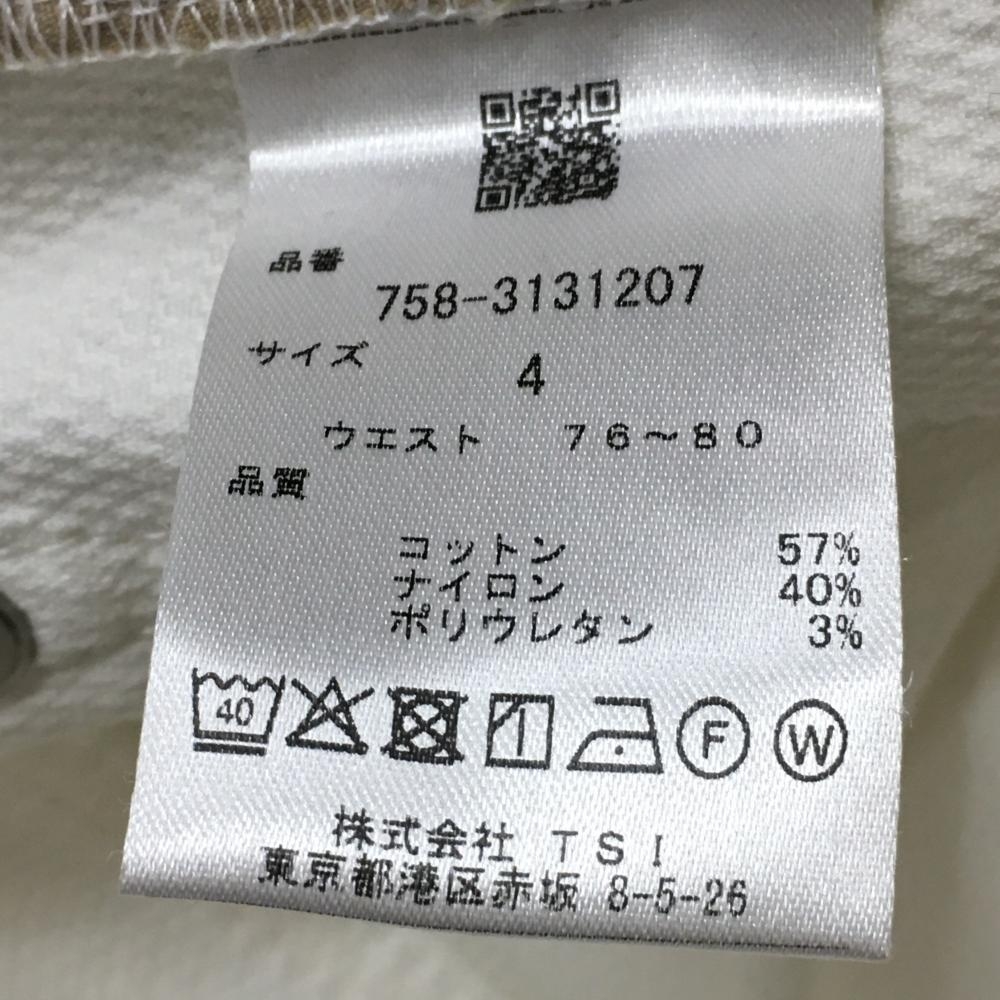 品番
758-3131207
サイズ
4
ウエスト 76～80
品質
コットン 57%
ナイロン 40%
ポリウレタン 3%
40 F W
株式会社 TSI
東京都港区赤坂 8-5-26